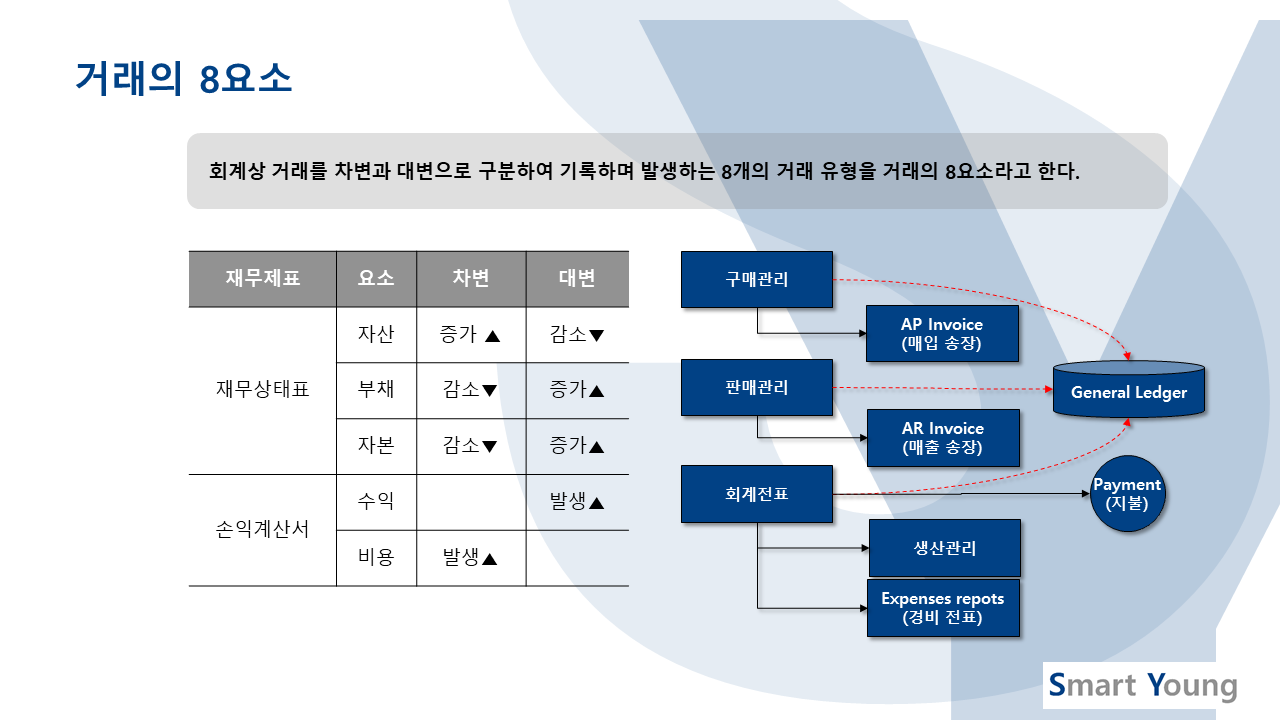 거래의 8요소
회계상 거래를 차변과 대변으로 구분하여 기록하며 발생하는 8개의 거래 유형을 거래의 8요소라고 한다.
재무제표 요소 차변 대변
재무상태표
자산 증가 ▲ 감소▼
부채 감소▼ 증가▲
자본 감소▼ 증가▲
손익계산서
수익 발생▲
비용 발생▲
구매관리
AP Invoice
(매입 송장)
판매관리
AR Invoice
(매출 송장)
General Ledger
회계전표
Payment
(지불)
생산관리
Expenses repots
(경비 전표)
Smart Young